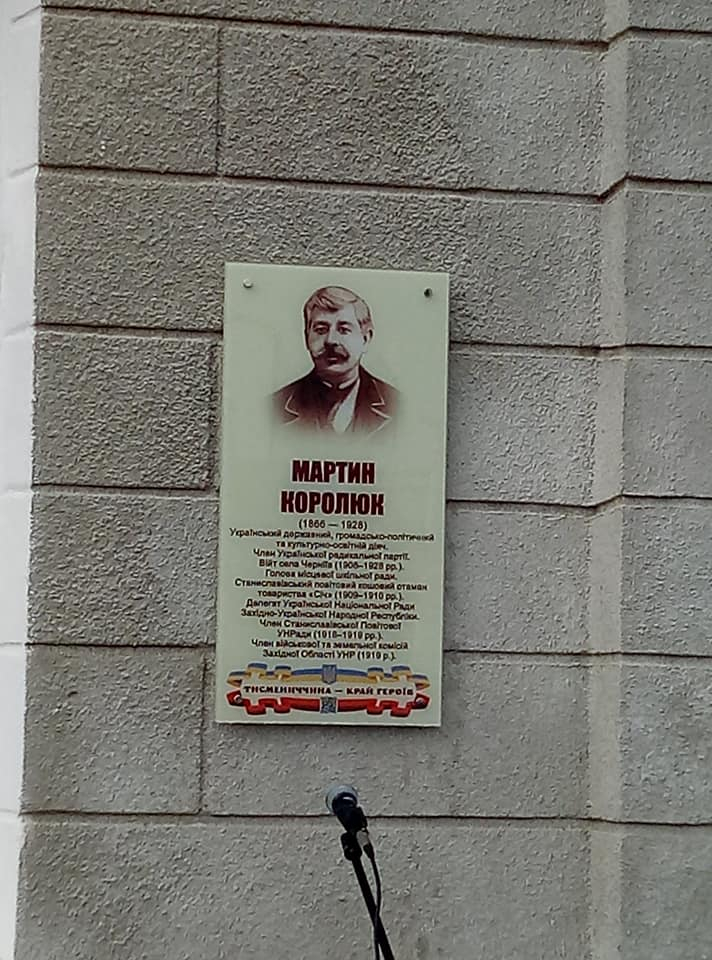 МАРТИН
КОРОЛЮК
(1866 — 1928)
Український державний, громадсько-політичний
та культурно-освітній діяч.
Член Української радикальної партії.
Війт села Черніїв (1906–1928 рр.).
Голова місцевої шкільної ради.
Станиславівський повітовий кошовий отаман
товариства «Січ» (1909–1910 рр.).
Делегат Української Національної Ради
Західно-Української Народної Республіки.
Член Станиславівської Повітової
УНРади (1918–1919 рр.).
Член військової та земельної комісій
Західної Області УНР (1919 р.).
ТИСМЕНИЧЧИНА — КРАЙ ГЕРОЇВ